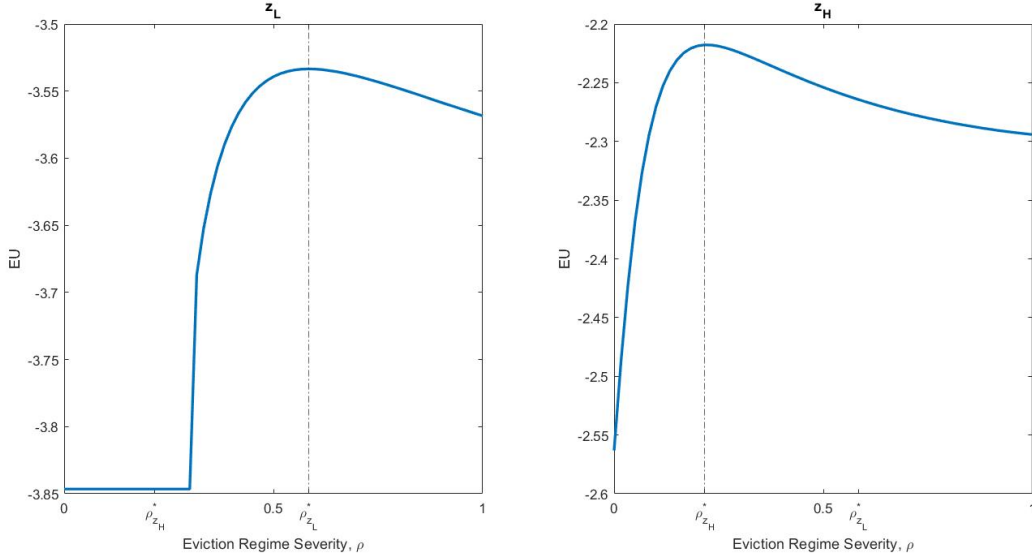 z_L
-3.5
-3.55
-3.6
-3.65
-3.7
-3.75
-3.8
-3.85
EU
0
ρ*_{z_H}
0.5
ρ*_{z_L}
1
Eviction Regime Severity, ρ
z_H
-2.2
-2.25
-2.3
-2.35
-2.4
-2.45
-2.5
-2.55
-2.6
EU
0
ρ*_{z_H}
0.5
ρ*_{z_L}
1
Eviction Regime Severity, ρ